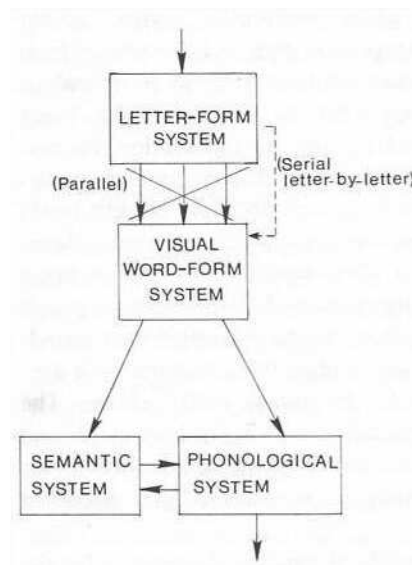 LETTER-FORM
SYSTEM
(Parallel)
(Serial
letter-by-letter)
VISUAL
WORD-FORM
SYSTEM
SEMANTIC
SYSTEM
PHONOLOGICAL
SYSTEM